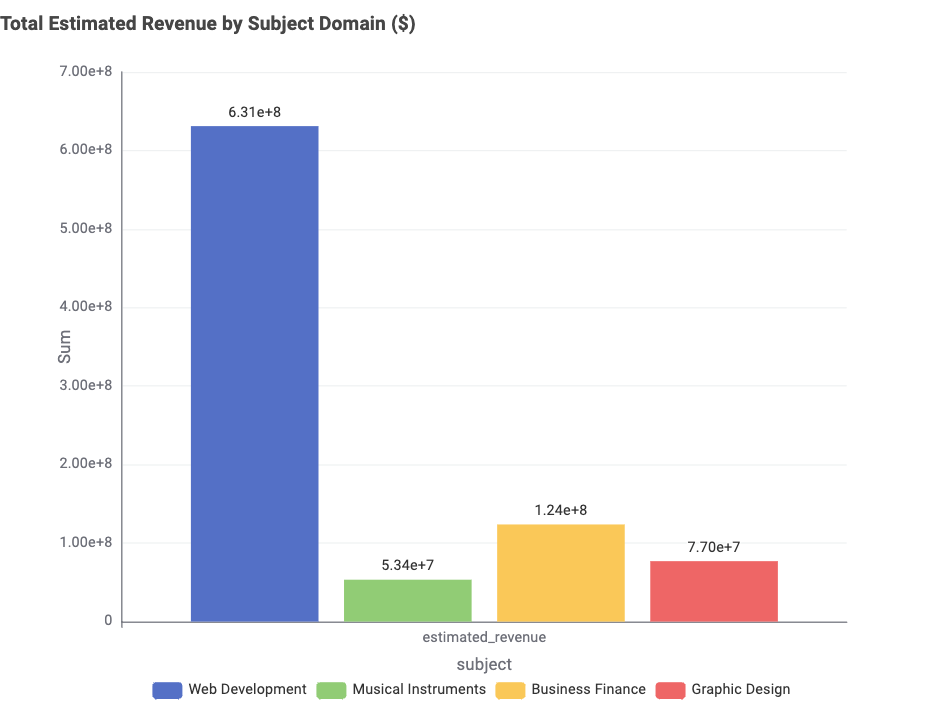 Total Estimated Revenue by Subject Domain ($)
7.00e+8
6.31e+8
6.00e+8
5.00e+8
4.00e+8
Sum
3.00e+8
2.00e+8
1.24e+8
1.00e+8
7.70e+7
5.34e+7
0
estimated_revenue
subject
Web Development Musical Instruments Business Finance Graphic Design